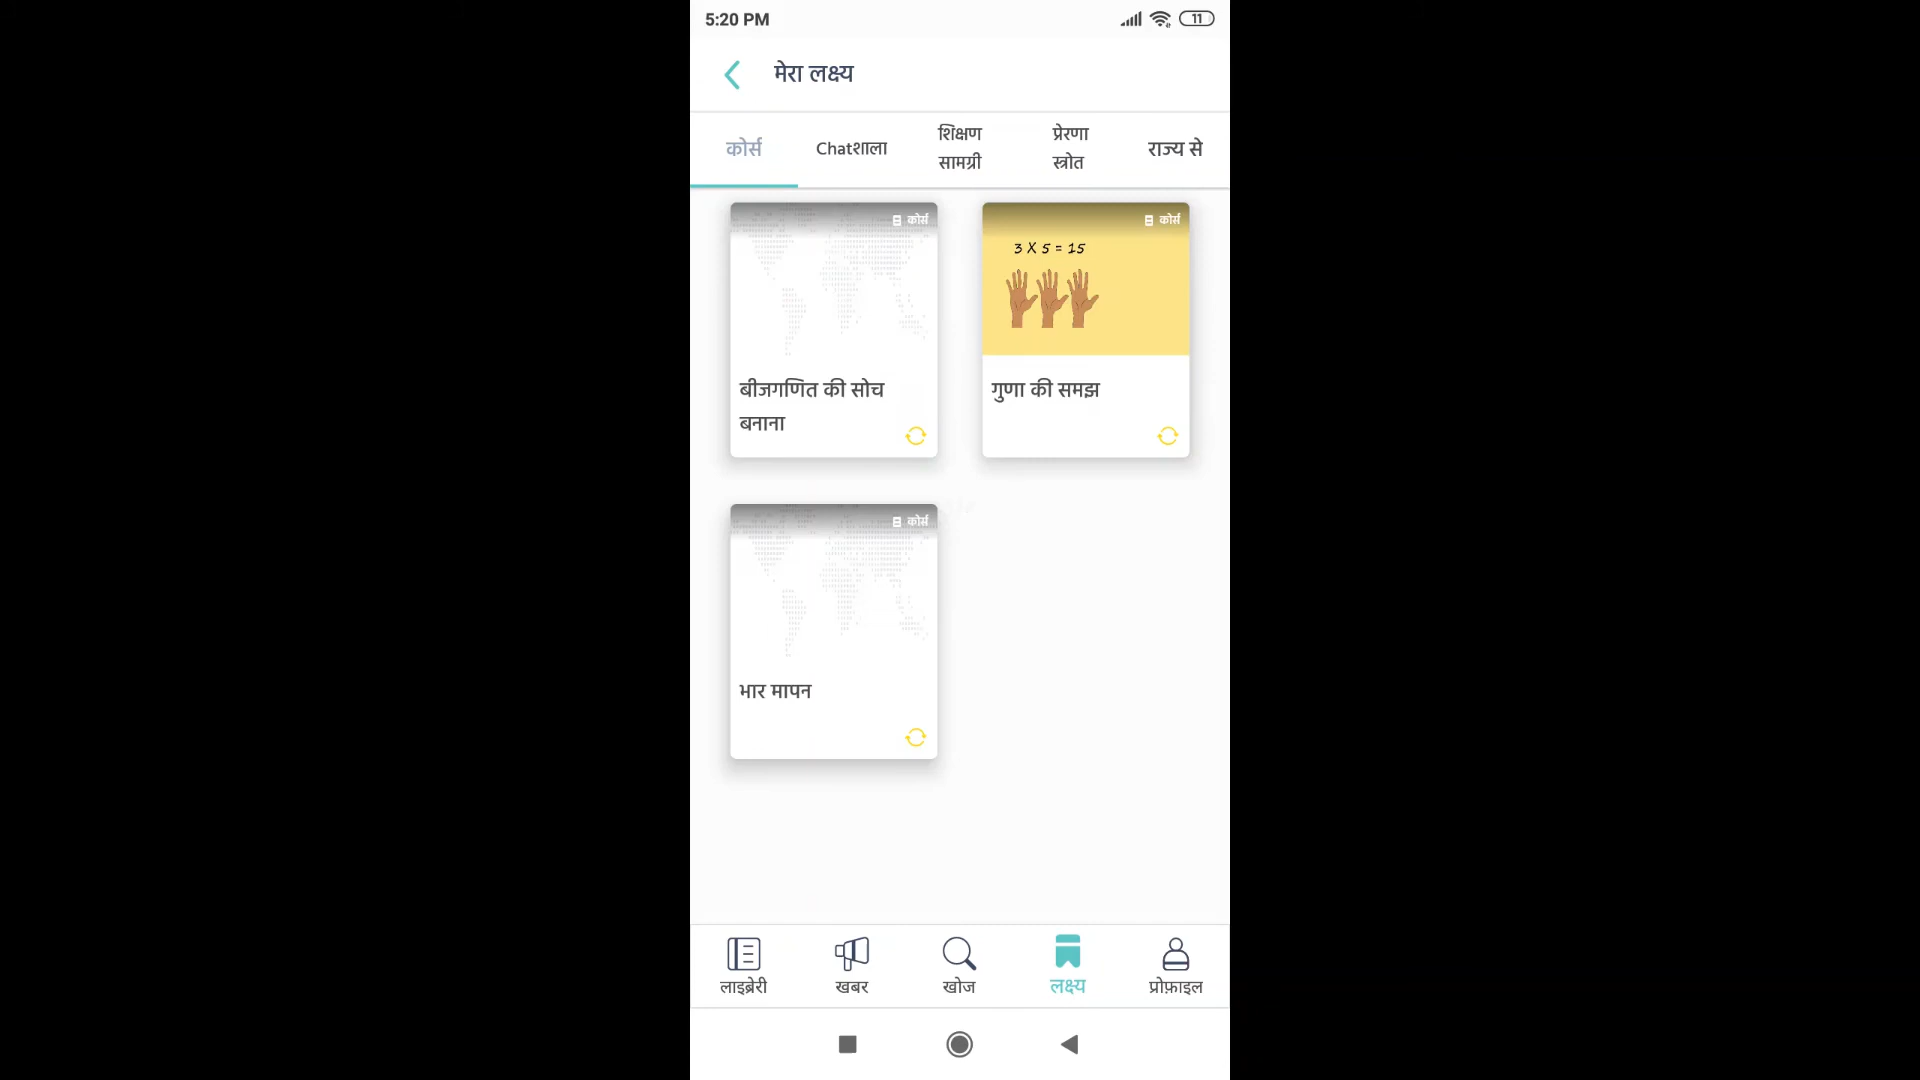 5:20 PM
11
मेरा लक्ष्य
कोर्स
Chatशाला
शिक्षण
सामग्री
प्रेरणा
स्त्रोत
राज्य से
कोर्स
बीजगणित की सोच
बनाना
कोर्स
3 X 5 = 15
गुणा की समझ
कोर्स
भार मापन
लाइब्रेरी
खबर
खोज
लक्ष्य
प्रोफ़ाइल